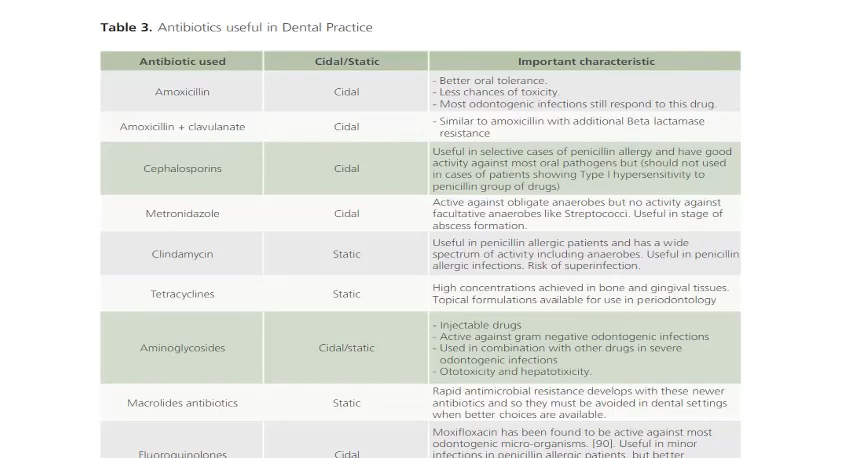 Table 3. Antibiotics useful in Dental Practice
Antibiotic used Cidal/Static Important characteristic
Amoxicillin Cidal
- Better oral tolerance.
- Less chances of toxicity.
- Most odontogenic infections still respond to this drug.
Amoxicillin + clavulanate Cidal
- Similar to amoxicillin with additional Beta lactamase
resistance
Cephalosporins Cidal
Useful in selective cases of penicillin allergy and have good
activity against most oral pathogens but (should not used
in cases of patients showing Type I hypersensitivity to
penicillin group of drugs)
Metronidazole Cidal
Active against obligate anaerobes but no activity against
facultative anaerobes like Streptococci. Useful in stage of
abscess formation.
Clindamycin Static
Useful in penicillin allergic patients and has a wide
spectrum of activity including anaerobes. Useful in penicillin
allergic infections. Risk of superinfection.
Tetracyclines Static
High concentrations achieved in bone and gingival tissues.
Topical formulations available for use in periodontology
Aminoglycosides Cidal/static
- Injectable drugs
- Active against gram negative odontogenic infections
- Used in combination with other drugs in severe
odontogenic infections
- Ototoxicity and hepatotixicity.
Macrolides antibiotics Static
Rapid antimicrobial resistance develops with these newer
antibiotics and so they must be avoided in dental settings
when better choices are available.
Fluoroquinolones Cidal
Moxifloxacin has been found to be active against most
odontogenic micro-organisms. [90]. Useful in minor
infections in penicillin allergic patients, but better